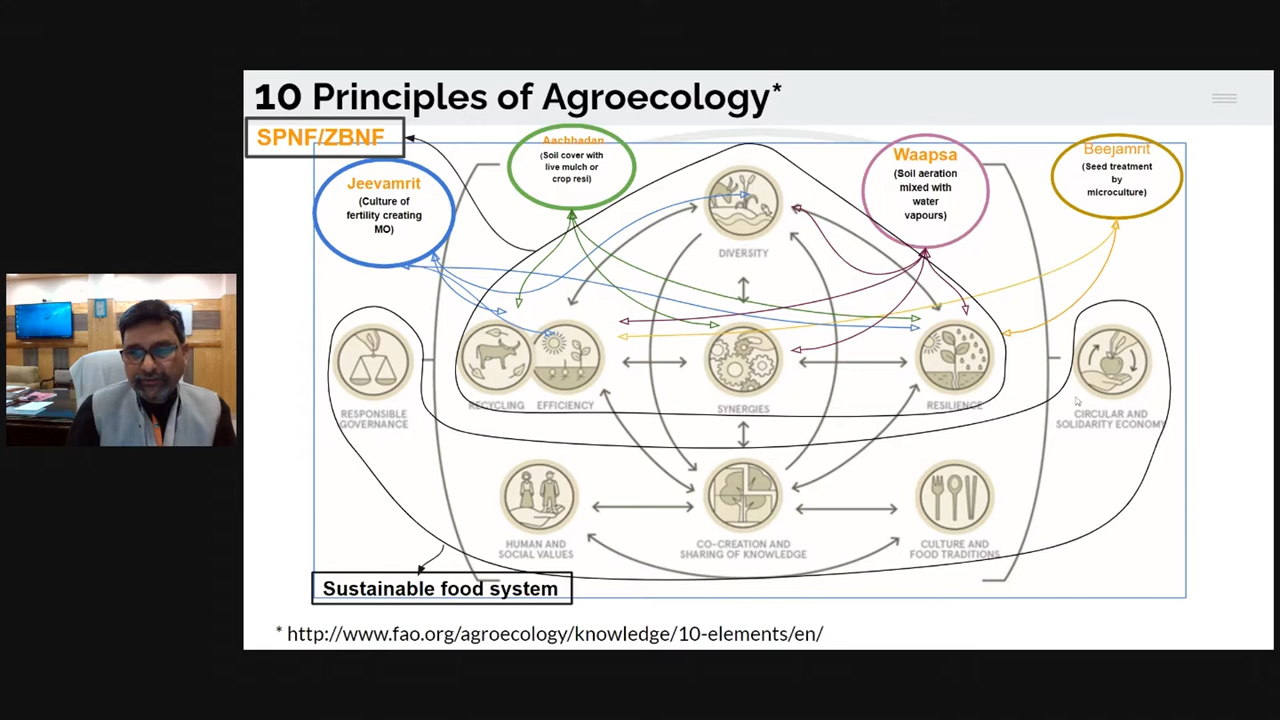 10 Principles of Agroecology*
SPNF/ZBNF
Aachhadan
(Soil cover with
live mulch or
crop resi)
Waapsa
(Soil aeration
mixed with
water
vapours)
Beejamrit
(Seed treatment
by
microculture)
Jeevamrit
(Culture of
fertility creating
MO)
DIVERSITY
RECYCLING
EFFICIENCY
SYNERGIES
RESILIENCE
RESPONSIBLE
GOVERNANCE
CIRCULAR AND
SOLIDARITY ECONOMY
HUMAN AND
SOCIAL VALUES
CO-CREATION AND
SHARING OF KNOWLEDGE
CULTURE AND
FOOD TRADITIONS
Sustainable food system
* http://www.fao.org/agroecology/knowledge/10-elements/en/